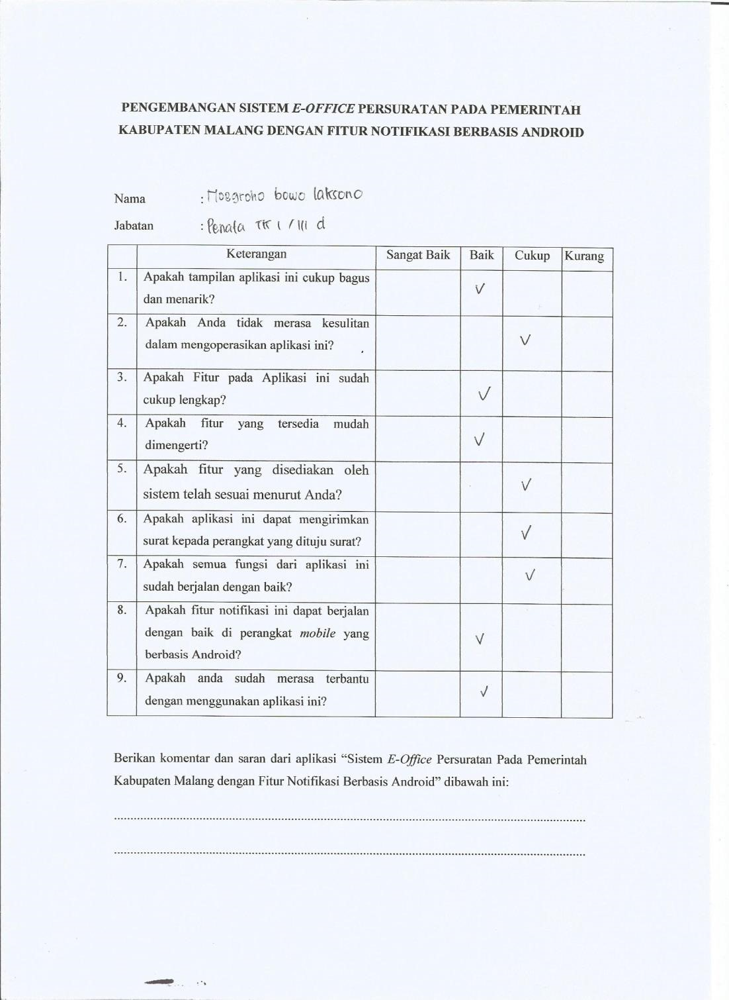 PENGEMBANGAN SISTEM E-OFFICE PERSURATAN PADA PEMERINTAH
KABUPATEN MALANG DENGAN FITUR NOTIFIKASI BERBASIS ANDROID
Nama : bowo laksono
Jabatan : Penata TK I / III d
Keterangan Sangat Baik Baik Cukup Kurang
1. Apakah tampilan aplikasi ini cukup bagus
dan menarik? √
2. Apakah Anda tidak merasa kesulitan
dalam mengoperasikan aplikasi ini? √
3. Apakah Fitur pada Aplikasi ini sudah
cukup lengkap? √
4. Apakah fitur yang tersedia mudah
dimengerti? √
5. Apakah fitur yang disediakan oleh
sistem telah sesuai menurut Anda? √
6. Apakah aplikasi ini dapat mengirimkan
surat kepada perangkat yang dituju surat? √
7. Apakah semua fungsi dari aplikasi ini
sudah berjalan dengan baik? √
8. Apakah fitur notifikasi ini dapat berjalan
dengan baik di perangkat mobile yang √
berbasis Android?
9. Apakah anda sudah merasa terbantu
dengan menggunakan aplikasi ini? √
Berikan komentar dan saran dari aplikasi “Sistem E-Office Persuratan Pada Pemerintah
Kabupaten Malang dengan Fitur Notifikasi Berbasis Android” dibawah ini: